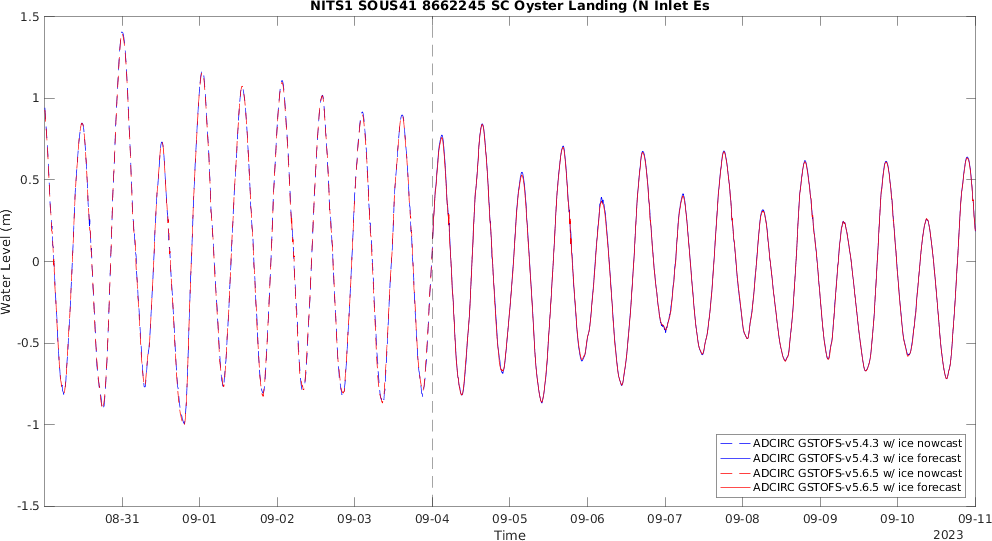 NITS1 SOUS41 8662245 SC Oyster Landing (N Inlet Es
Water Level (m)
1.5
1
0.5
0
-0.5
-1
-1.5
ADCIRC GSTOFS-v5.4.3 w/ ice nowcast
ADCIRC GSTOFS-v5.4.3 w/ ice forecast
ADCIRC GSTOFS-v5.6.5 w/ ice nowcast
ADCIRC GSTOFS-v5.6.5 w/ ice forecast
08-31 09-01 09-02 09-03 09-04 09-05 09-06 09-07 09-08 09-09 09-10 09-11
Time
2023